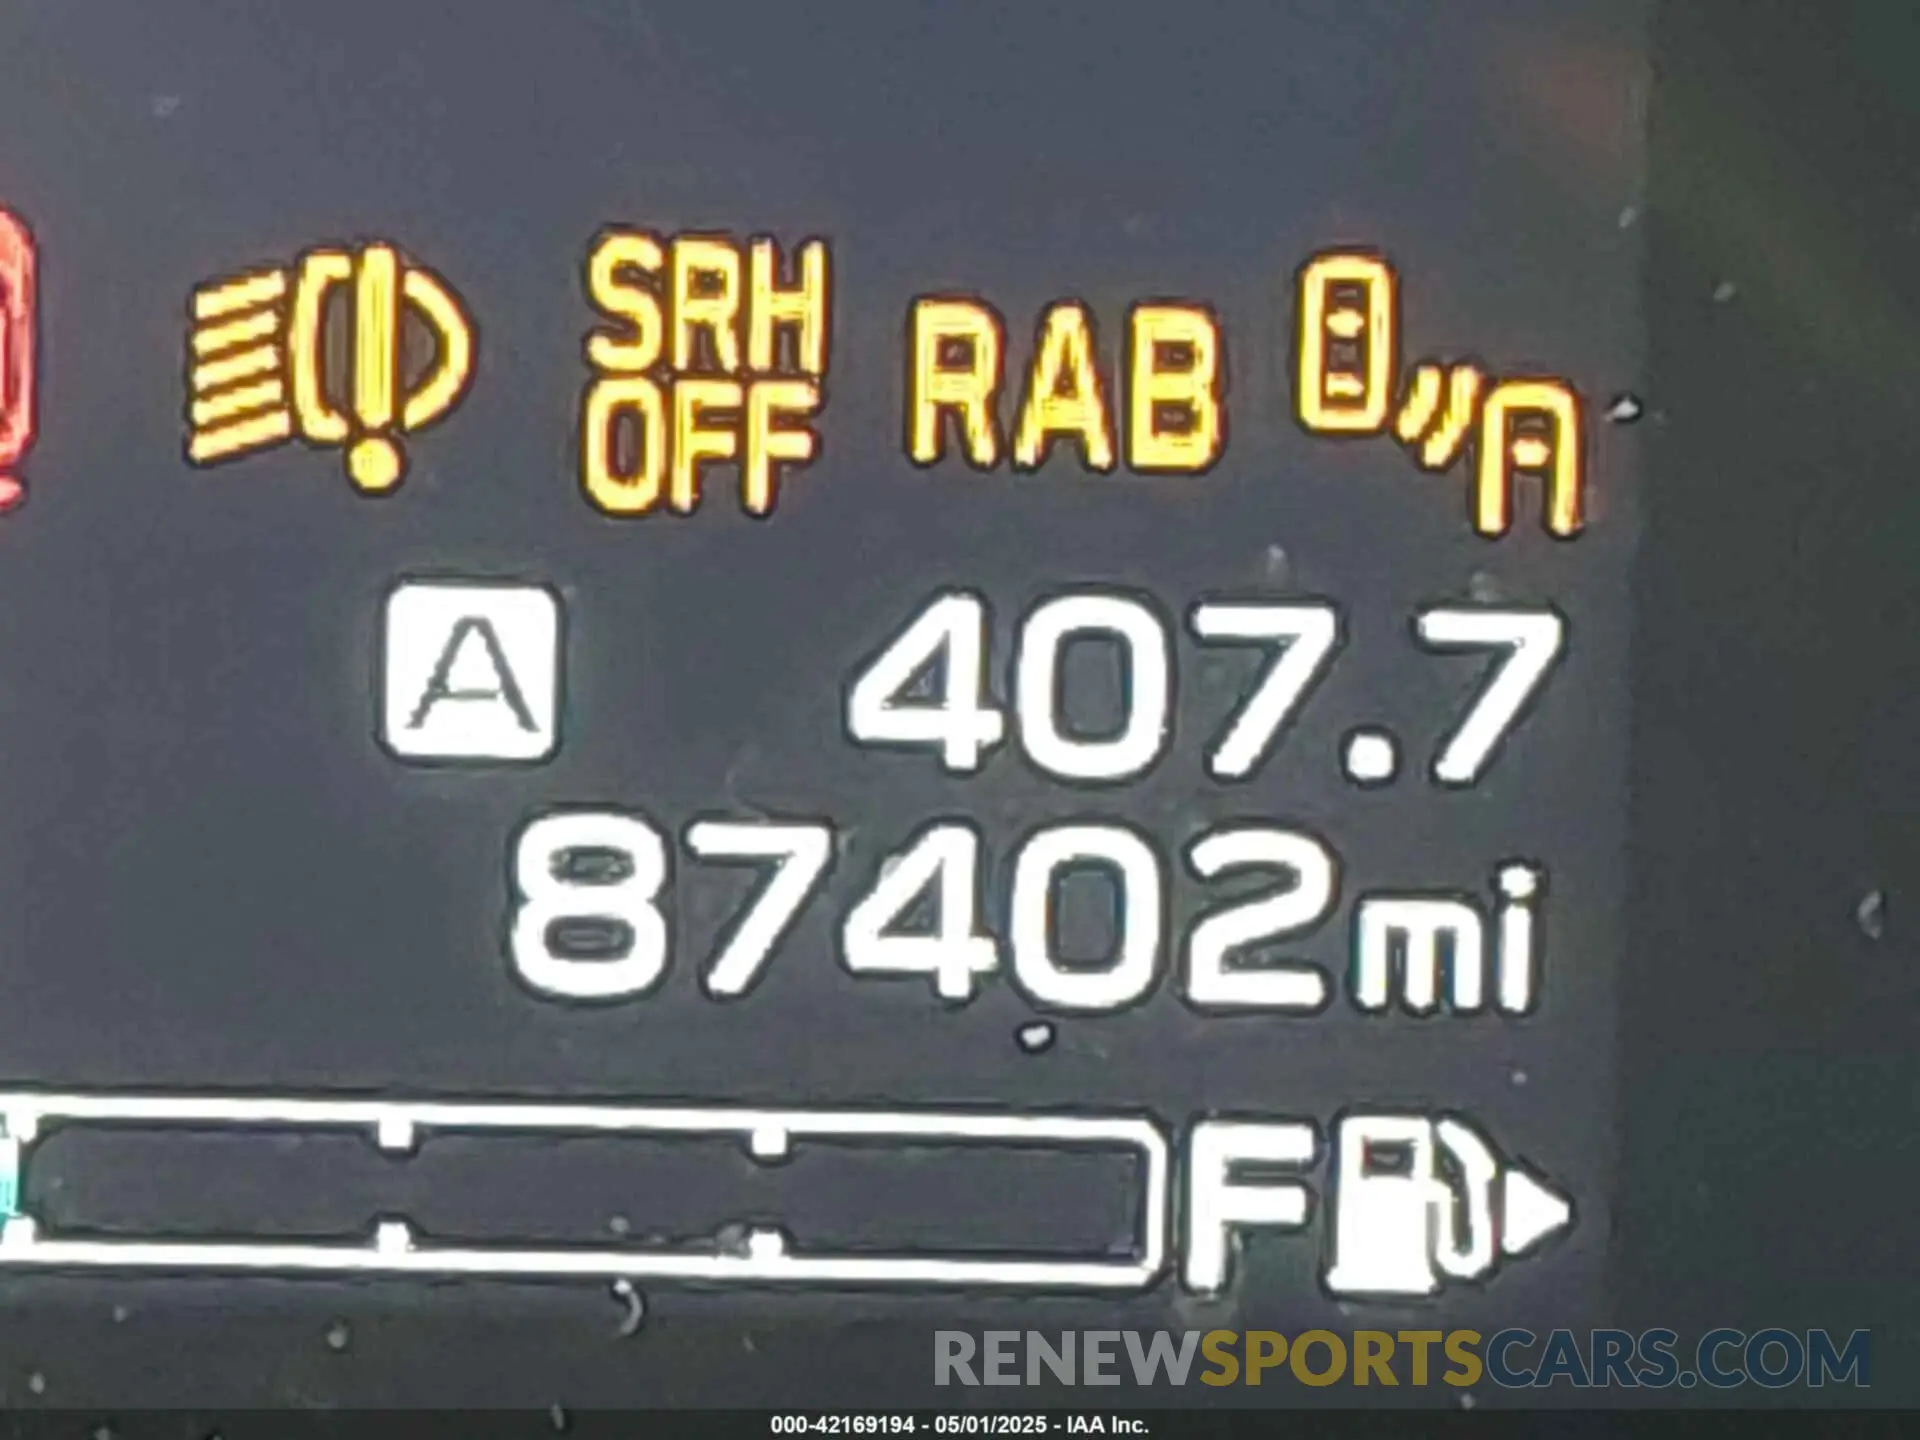 SRH
OFF
RAB
A 407.7
87402mi
F
RENEWSPORTSCARS.COM
000-42169194 - 05/01/2025 - IAA Inc.